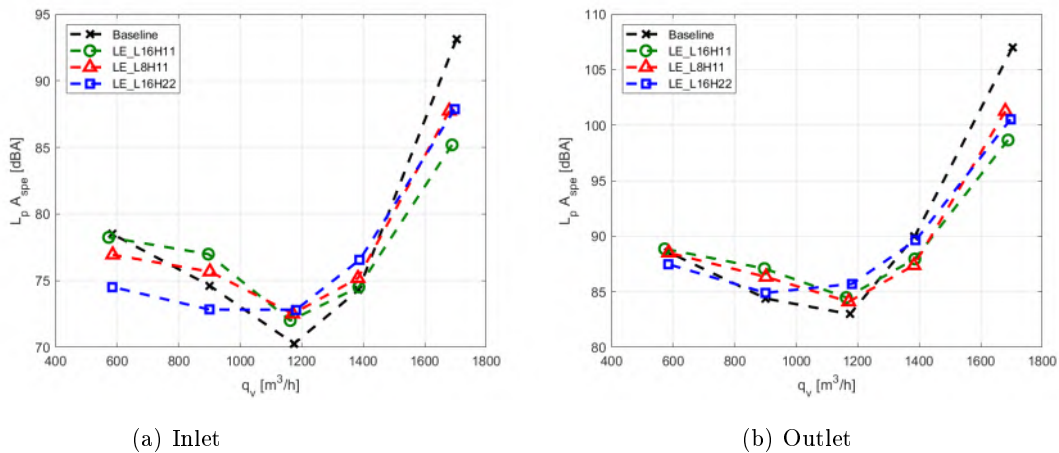 95
90
85
80
75
70
L_p A_spe [dBA]
Baseline
LE_L16H11
LE_L8H11
LE_L16H22
400 600 800 1000 1200 1400 1600 1800
q_v [m³/h]
(a) Inlet
110
105
100
95
90
85
80
L_p A_spe [dBA]
Baseline
LE_L16H11
LE_L8H11
LE_L16H22
400 600 800 1000 1200 1400 1600 1800
q_v [m³/h]
(b) Outlet